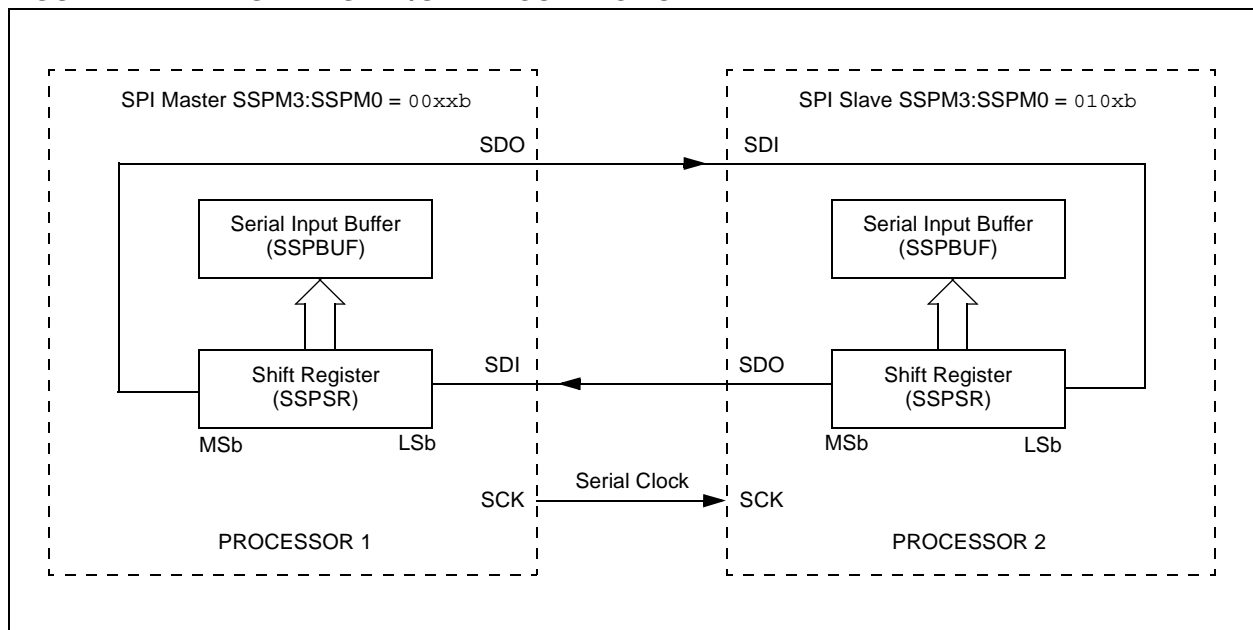 SPI Master SSPM3:SSPM0 = 00xxb
SDO
Serial Input Buffer
(SSPBUF)
Shift Register
(SSPSR)
MSb
LSb
SDI
SCK
PROCESSOR 1
Serial Clock
SPI Slave SSPM3:SSPM0 = 010xb
SDI
Serial Input Buffer
(SSPBUF)
SDO
Shift Register
(SSPSR)
MSb
LSb
SCK
PROCESSOR 2